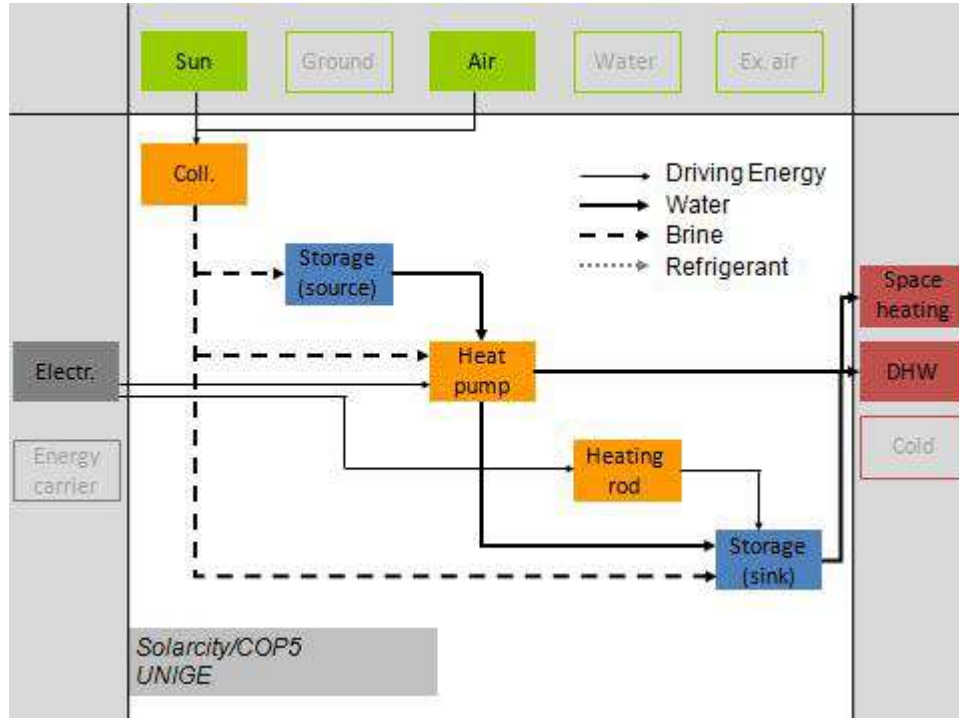 Sun
Ground
Air
Water
Ex. air
Coll.
Driving Energy
Water
Brine
Refrigerant
Storage
(source)
Space
heating
Electr.
Heat
pump
DHW
Energy
carrier
Heating
rod
Cold
Storage
(sink)
Solarcity/COP5
UNIGE